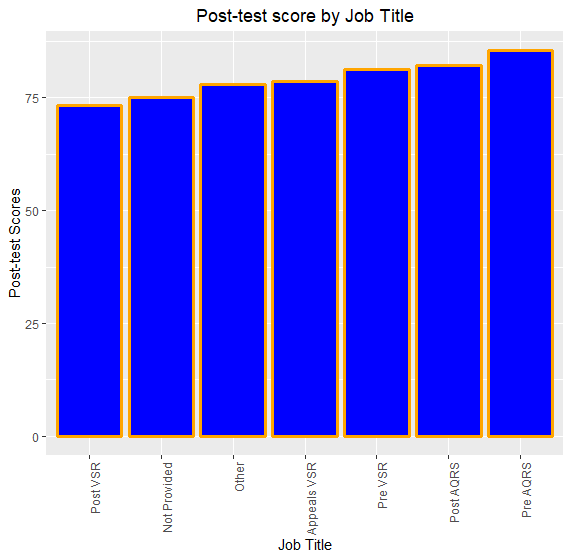 Post-test score by Job Title
Post-test Scores
75
50
25
0
Post VSR
Not Provided
Other
Appeals VSR
Pre VSR
Post AQRS
Pre AQRS
Job Title